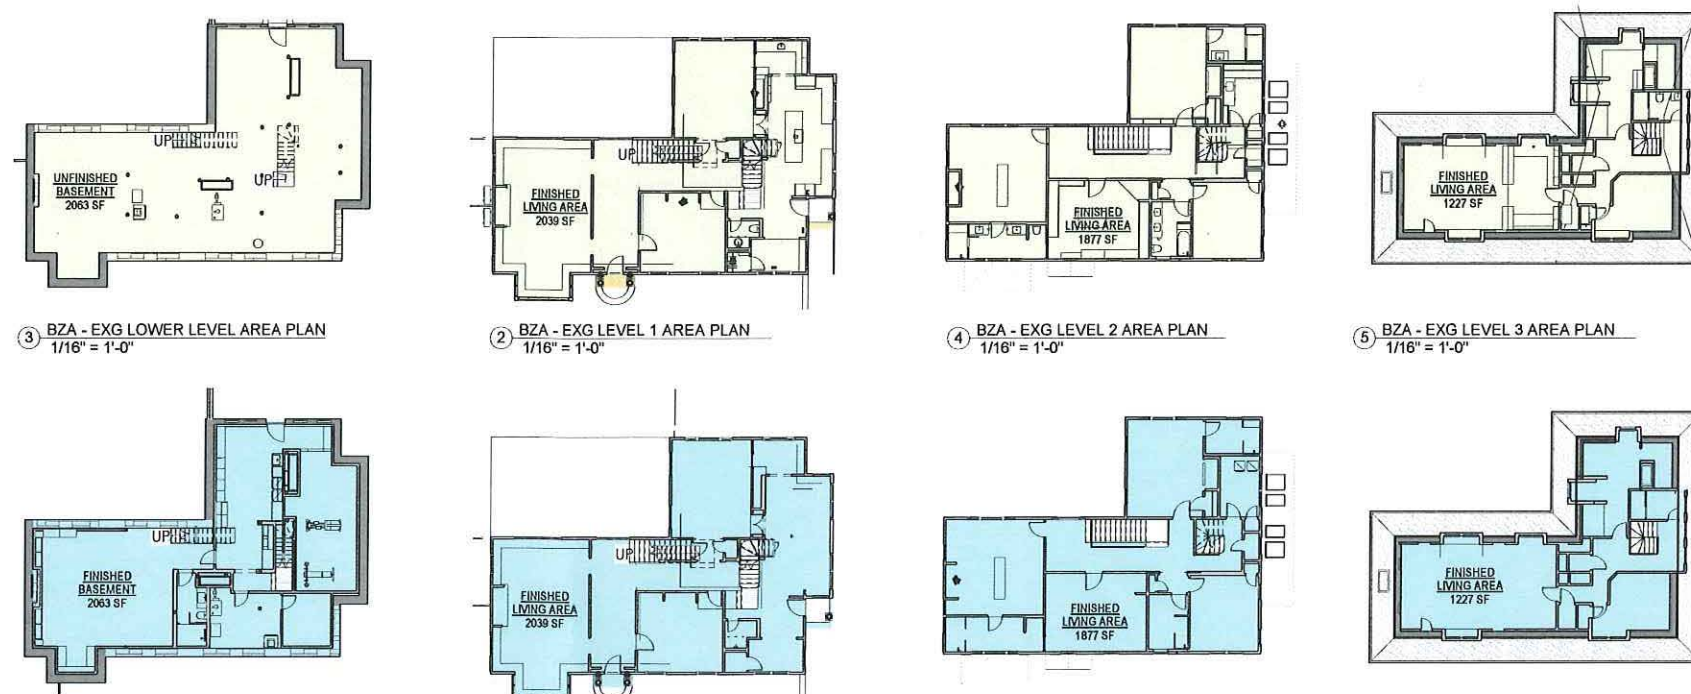 UP
UP
UNFINISHED
BASEMENT
2063 SF
3 BZA - EXG LOWER LEVEL AREA PLAN
1/16" = 1'-0"
UP
FINISHED
LIVING AREA
2039 SF
2 BZA - EXG LEVEL 1 AREA PLAN
1/16" = 1'-0"
FINISHED
LIVING AREA
1877 SF
4 BZA - EXG LEVEL 2 AREA PLAN
1/16" = 1'-0"
FINISHED
LIVING AREA
1227 SF
5 BZA - EXG LEVEL 3 AREA PLAN
1/16" = 1'-0"
UP
FINISHED
BASEMENT
2063 SF
UP
FINISHED
LIVING AREA
2039 SF
FINISHED
LIVING AREA
1877 SF
FINISHED
LIVING AREA
1227 SF